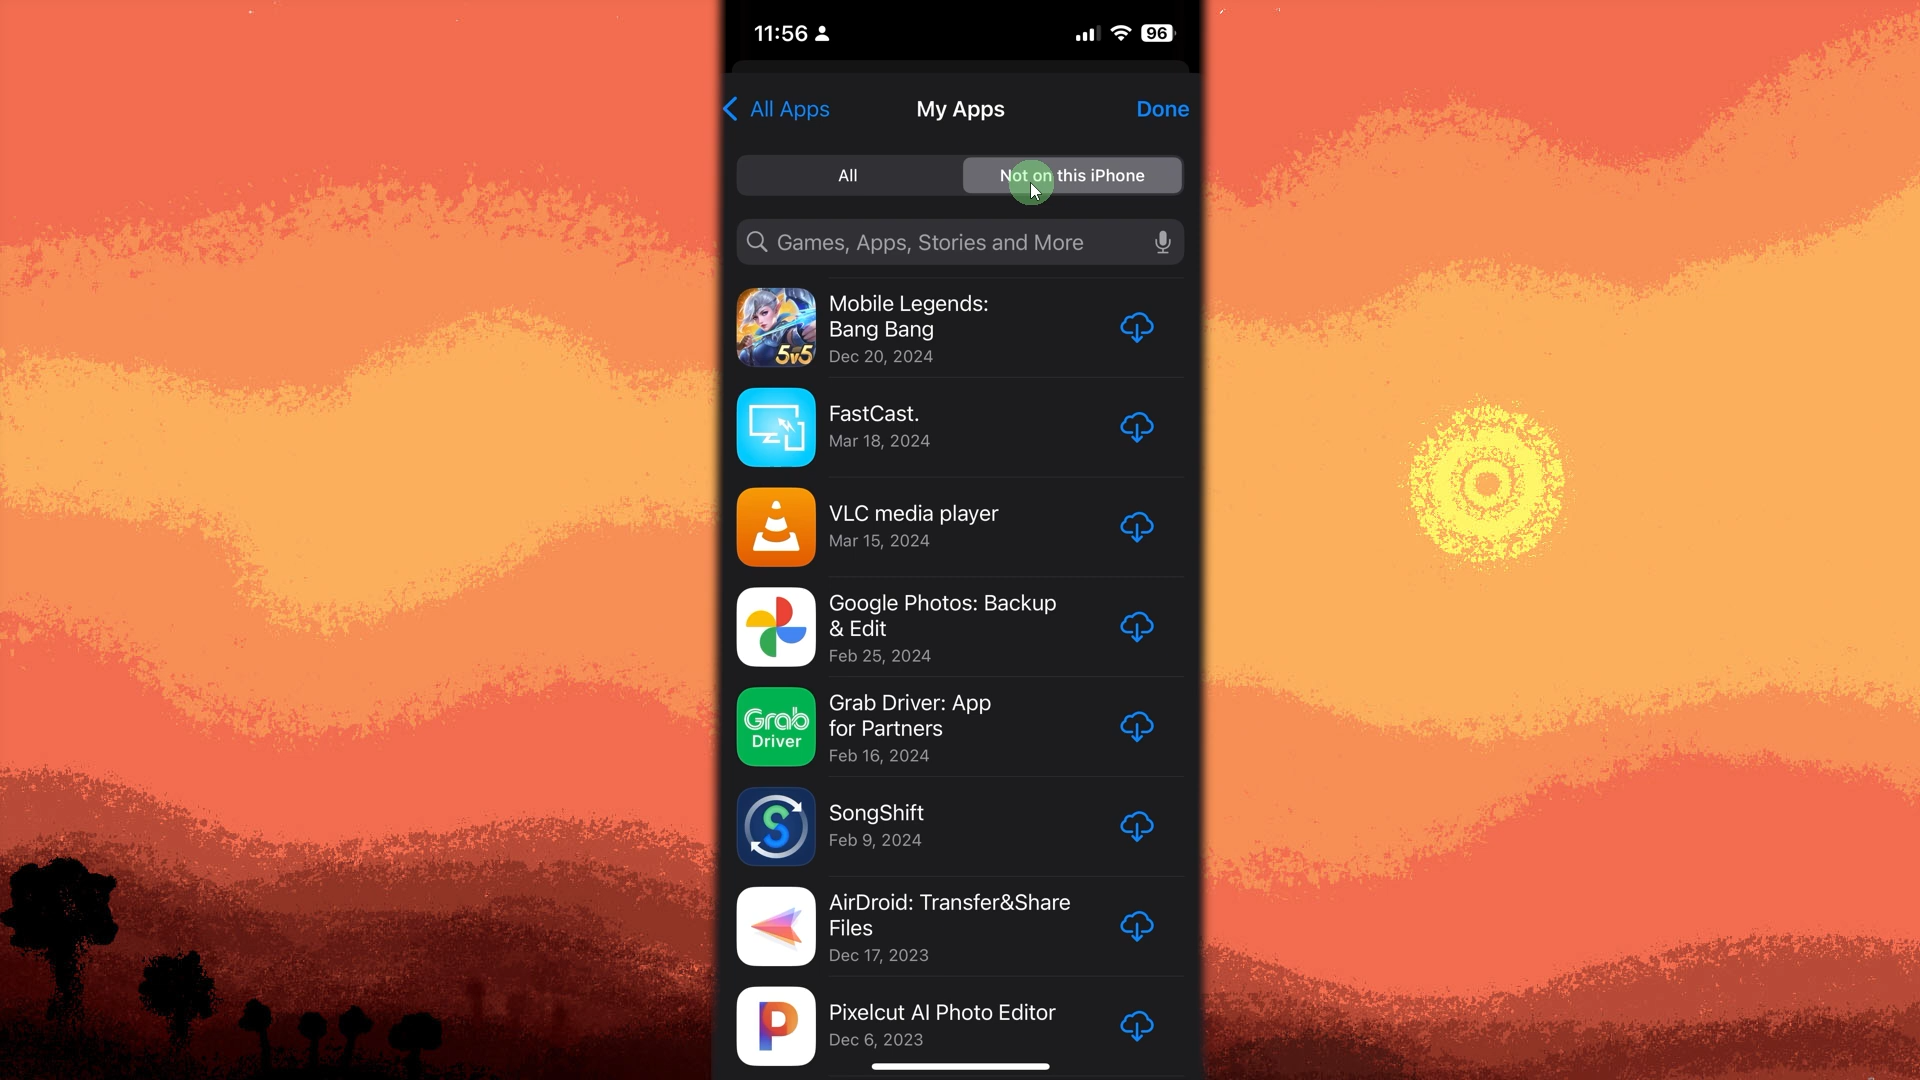 11:56
96
All Apps
My Apps
Done
All
Not on this iPhone
Games, Apps, Stories and More
5v5
Mobile Legends:
Bang Bang
Dec 20, 2024
FastCast.
Mar 18, 2024
VLC media player
Mar 15, 2024
Google Photos: Backup
& Edit
Feb 25, 2024
Grab
Driver
Grab Driver: App
for Partners
Feb 16, 2024
S
SongShift
Feb 9, 2024
AirDroid: Transfer&Share
Files
Dec 17, 2023
P
Pixelcut AI Photo Editor
Dec 6, 2023